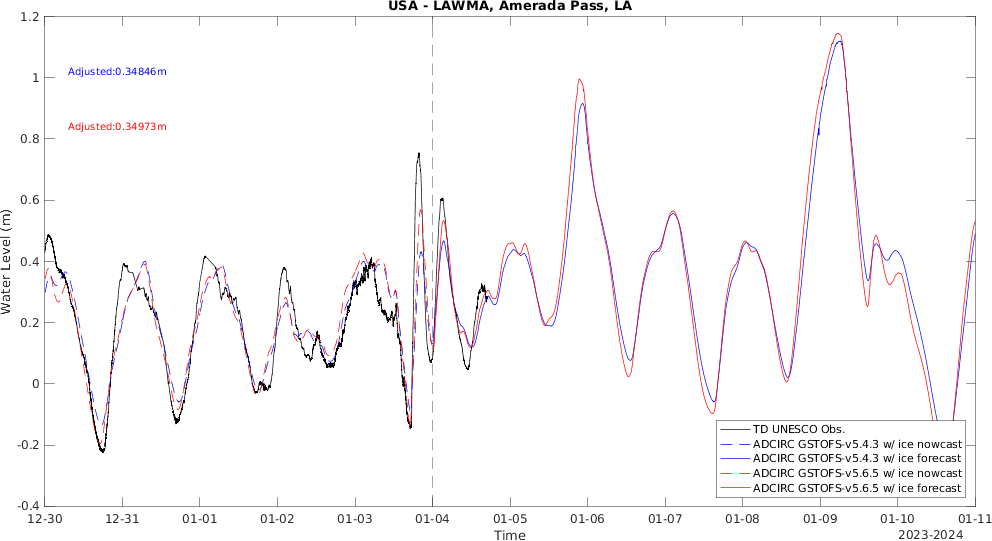 USA - LAWMA, Amerada Pass, LA
1.2
1
0.8
0.6
0.4
0.2
0
-0.2
-0.4
Water Level (m)
Adjusted:0.34846m
Adjusted:0.34973m
TD UNESCO Obs.
ADCIRC GSTOFS-v5.4.3 w/ ice nowcast
ADCIRC GSTOFS-v5.4.3 w/ ice forecast
ADCIRC GSTOFS-v5.6.5 w/ ice nowcast
ADCIRC GSTOFS-v5.6.5 w/ ice forecast
12-30 12-31 01-01 01-02 01-03 01-04 01-05 01-06 01-07 01-08 01-09 01-10 01-11
Time
2023-2024